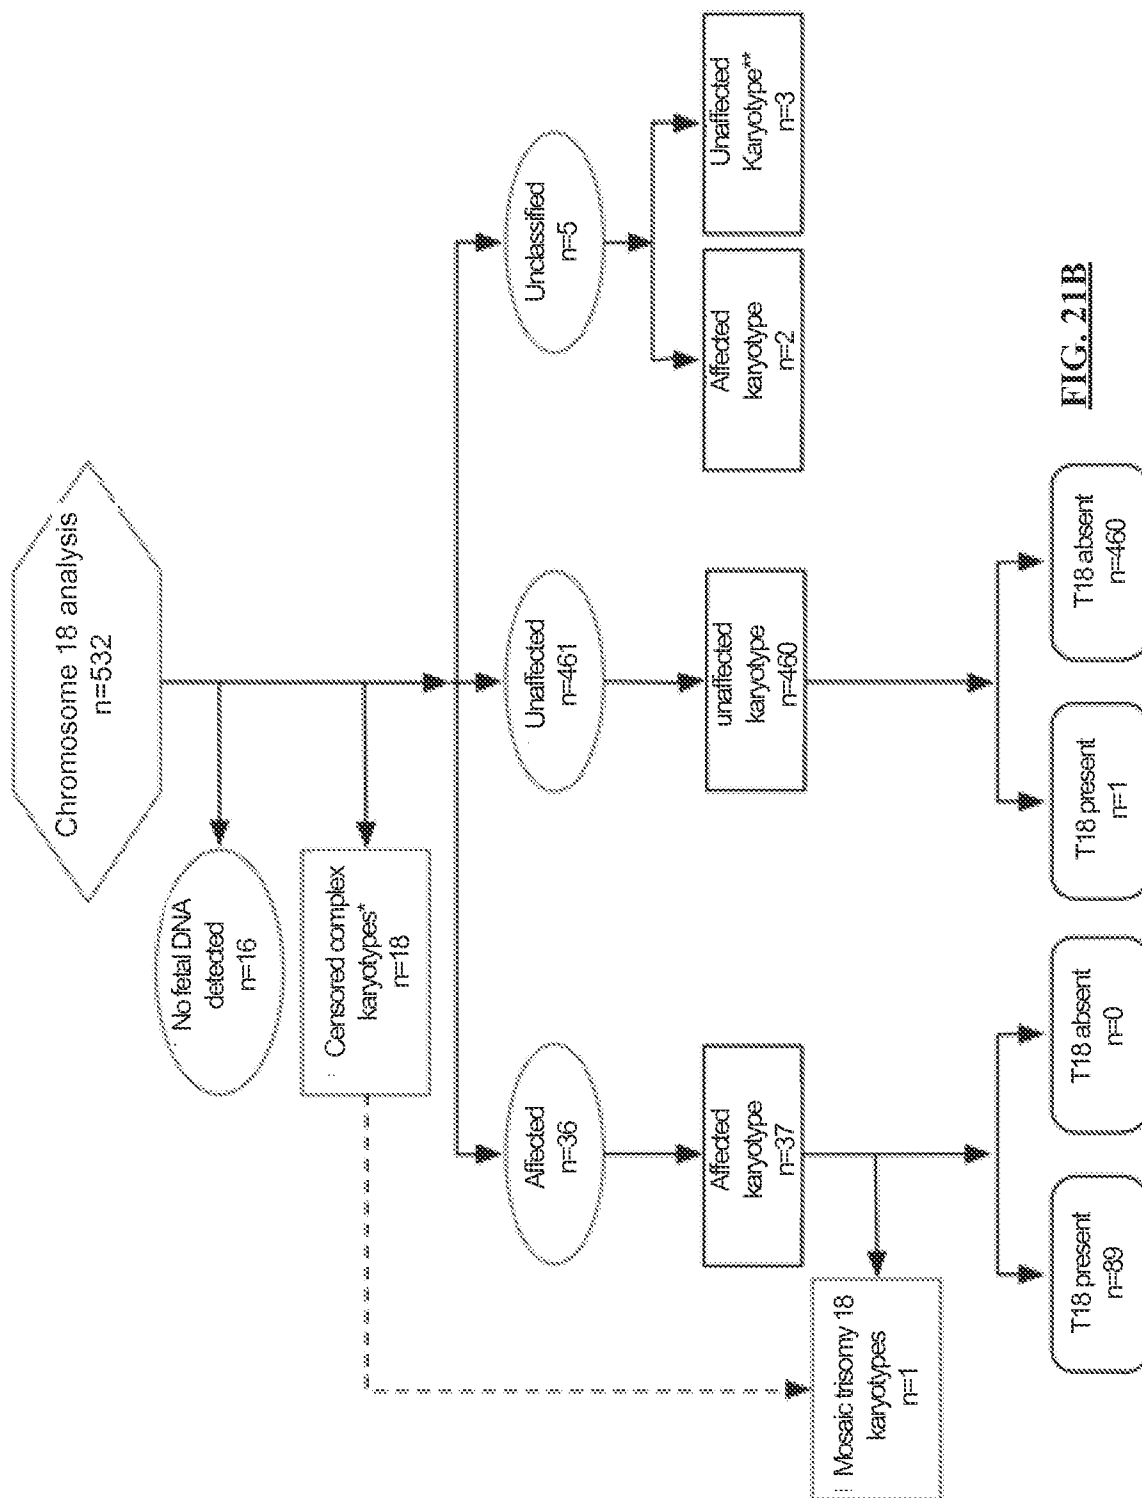 Chromosome 18 analysis
n=532
No fetal DNA
detected
n=16
Censored complex
karyotypes*
n=18
Affected
n=36
Unaffected
n=461
Unclassified
n=5
Affected
karyotype
n=37
unaffected
karyotype
n=460
Affected
karyotype
n=2
Unaffected
Karyotype**
n=3
Mosaic trisomy 18
karyotypes
n=1
T18 present
n=89
T18 absent
n=0
T18 present
n=1
T18 absent
n=460
FIG. 21B